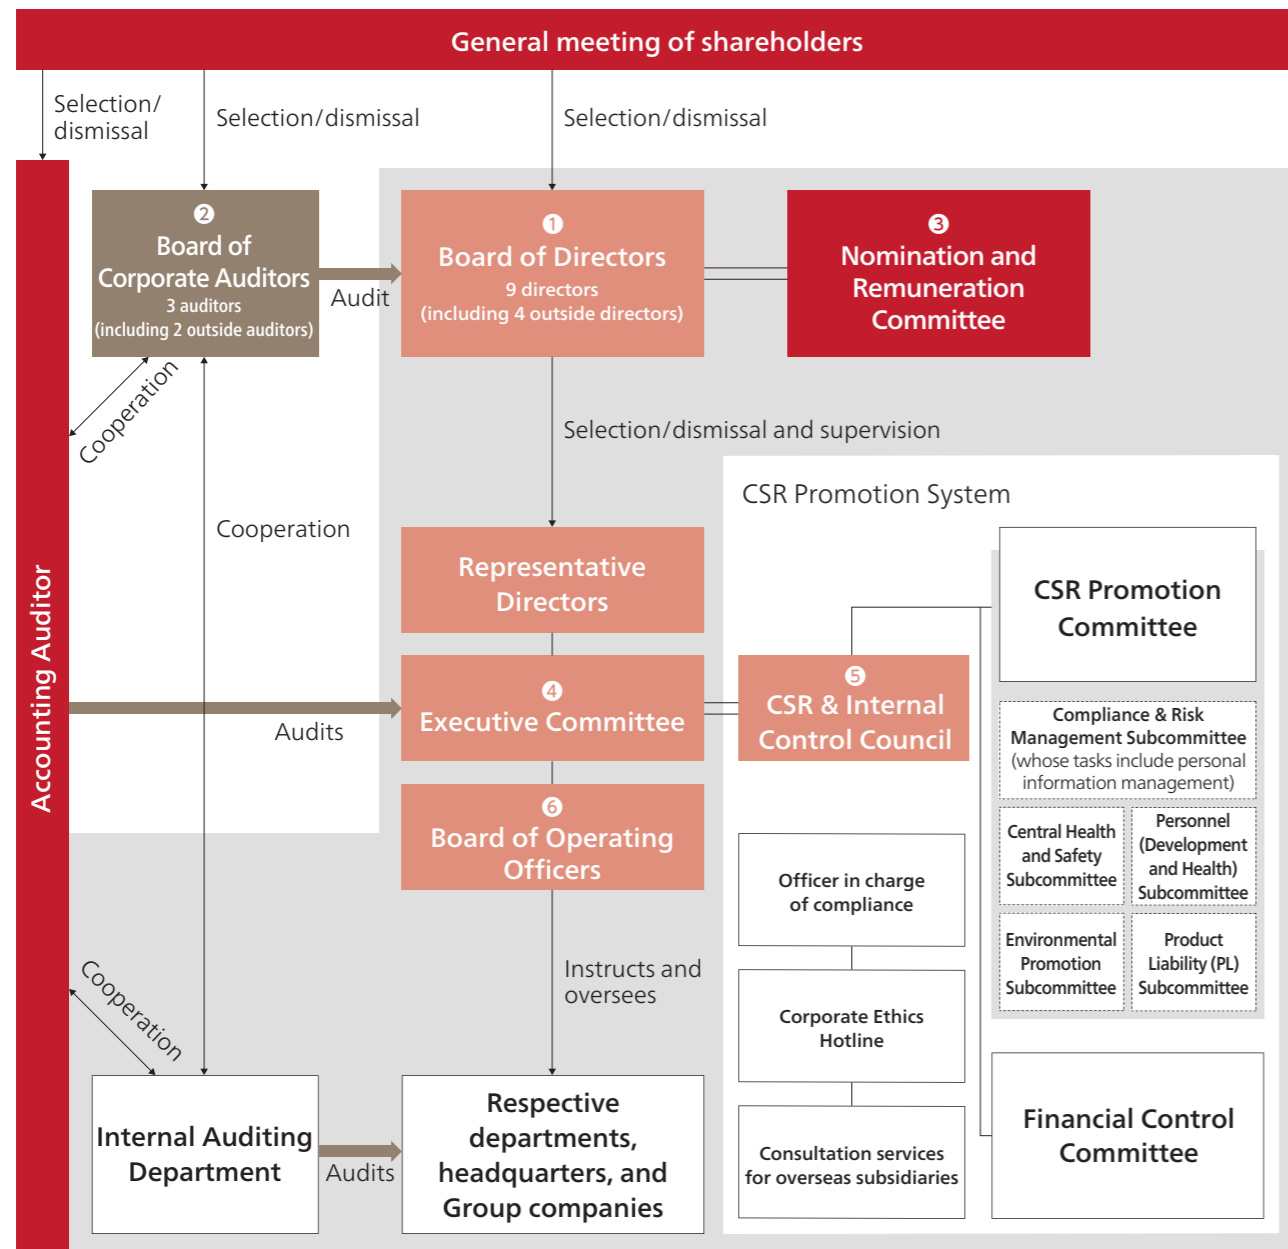 General meeting of shareholders
Selection/
dismissal
Selection/dismissal
Selection/dismissal
Accounting Auditor
2
Board of
Corporate Auditors
3 auditors
(including 2 outside auditors)
Audit
1
Board of Directors
9 directors
(including 4 outside directors)
3
Nomination and
Remuneration
Committee
Cooperation
Selection/dismissal and supervision
Cooperation
Representative
Directors
Audits
4
Executive Committee
6
Board of Operating
Officers
Instructs and
oversees
Cooperation
Internal Auditing
Department
Audits
Respective
departments,
headquarters, and
Group companies
CSR Promotion System
5
CSR & Internal
Control Council
CSR Promotion
Committee
Compliance & Risk
Management Subcommittee
(whose tasks include personal
information management)
Central Health
and Safety
Subcommittee
Personnel
(Development
and Health)
Subcommittee
Environmental
Promotion
Subcommittee
Product
Liability (PL)
Subcommittee
Officer in charge
of compliance
Corporate Ethics
Hotline
Consultation services
for overseas subsidiaries
Financial Control
Committee